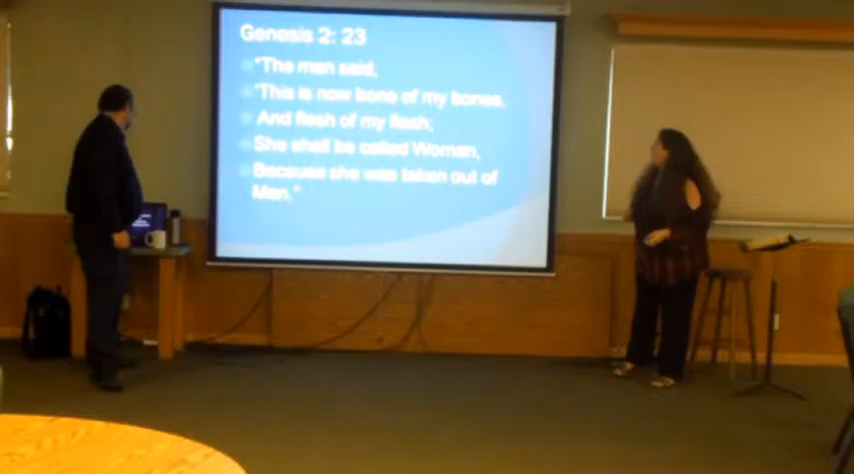 Genesis 2: 23
"The man said,
'This is now bone of my bones,
And flesh of my flesh;
She shall be called Woman,
Because she was taken out of
Man."